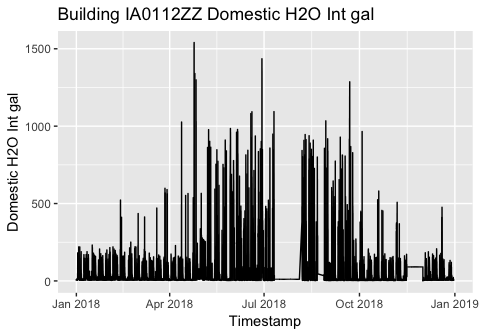 Building IA0112ZZ Domestic H2O Int gal
Domestic H2O Int gal
1500
1000
500
0
Jan 2018 Apr 2018 Jul 2018 Oct 2018 Jan 2019
Timestamp